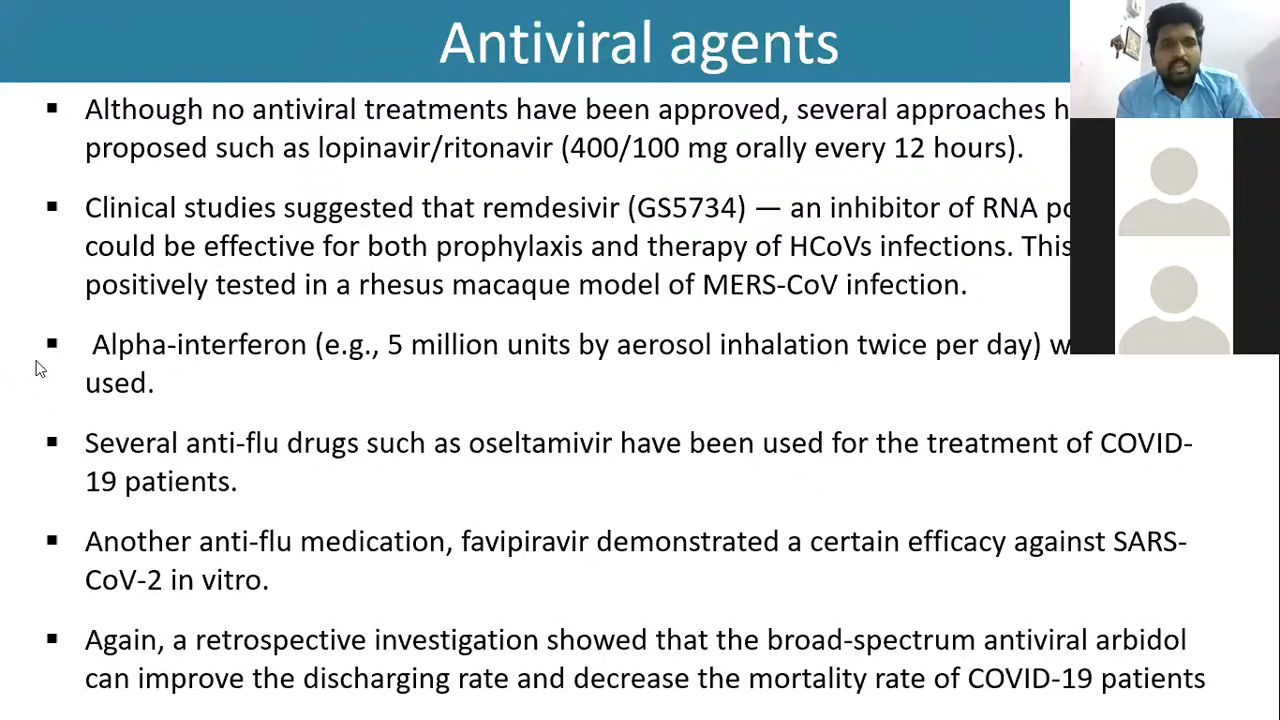 Antiviral agents
▪ Although no antiviral treatments have been approved, several approaches
proposed such as lopinavir/ritonavir (400/100 mg orally every 12 hours).
▪ Clinical studies suggested that remdesivir (GS5734) — an inhibitor of RNA
could be effective for both prophylaxis and therapy of HCoVs infections. This
positively tested in a rhesus macaque model of MERS-CoV infection.
▪ Alpha-interferon (e.g., 5 million units by aerosol inhalation twice per day)
used.
▪ Several anti-flu drugs such as oseltamivir have been used for the treatment of COVID-
19 patients.
▪ Another anti-flu medication, favipiravir demonstrated a certain efficacy against SARS-
CoV-2 in vitro.
▪ Again, a retrospective investigation showed that the broad-spectrum antiviral arbidol
can improve the discharging rate and decrease the mortality rate of COVID-19 patients